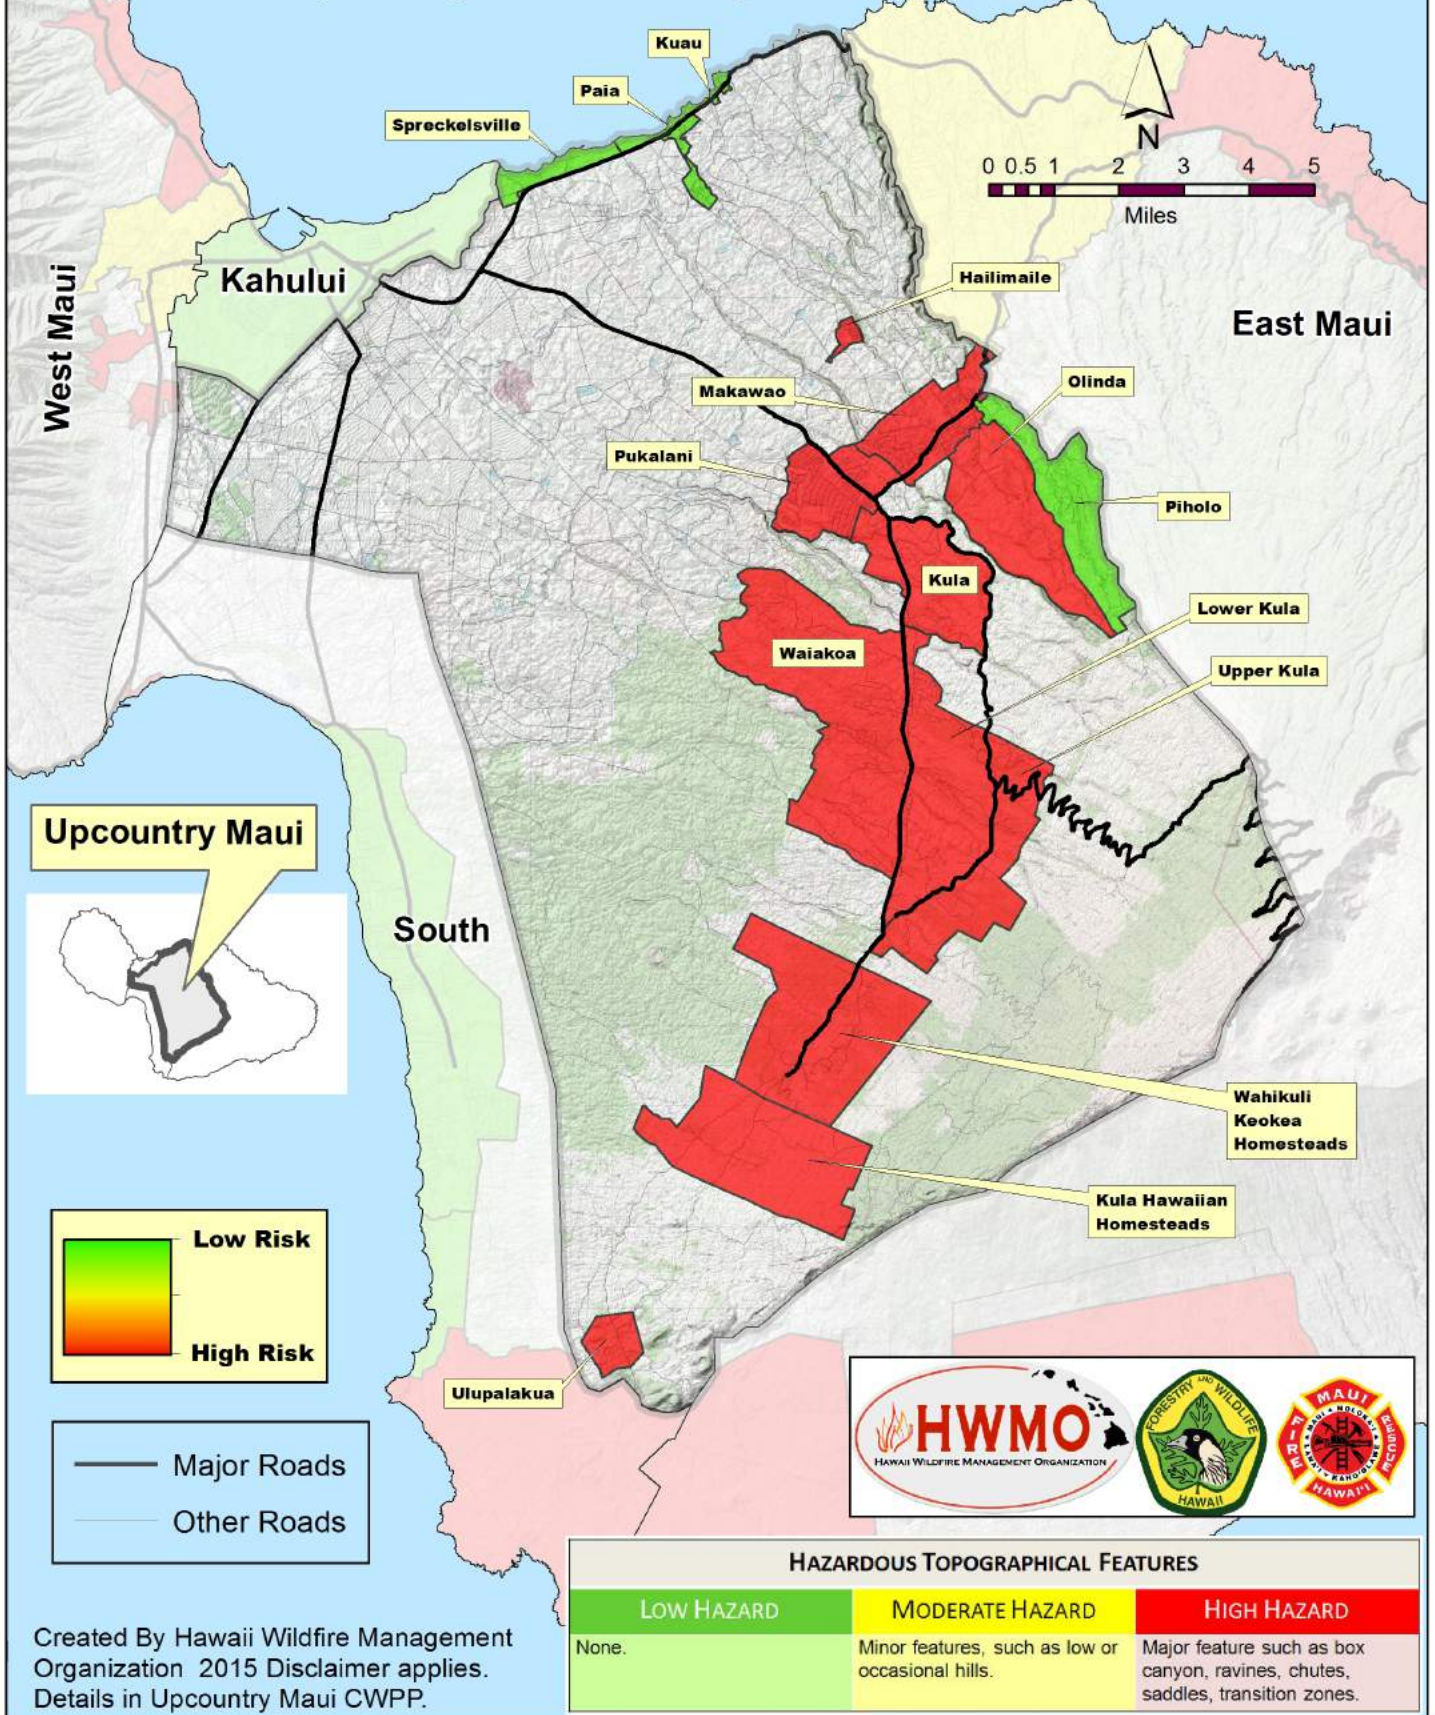 Kuau
Paia
Spreckelsville
N
0 0.5 1 2 3 4 5
Miles
Kahului
West Maui
Hailimaile
East Maui
Makawao
Olinda
Pukalani
Piholo
Kula
Lower Kula
Waiakoa
Upper Kula
Upcountry Maui
South
Wahikuli
Keokea
Homesteads
Kula Hawaiian
Homesteads
Low Risk
High Risk
Ulupalakua
Major Roads
Other Roads
HWMO
HAWAII WILDFIRE MANAGEMENT ORGANIZATION
FORESTRY AND WILDLIFE
HAWAII
MAUI
FIRE
RESCUE
HAWAI'I
MAUI • MOLOKA'I
LANA'I • KAHO'OLAWE
HAZARDOUS TOPOGRAPHICAL FEATURES
LOW HAZARD
MODERATE HAZARD
HIGH HAZARD
None.
Minor features, such as low or
occasional hills.
Major feature such as box
canyon, ravines, chutes,
saddles, transition zones.
Created By Hawaii Wildfire Management
Organization 2015 Disclaimer applies.
Details in Upcountry Maui CWPP.